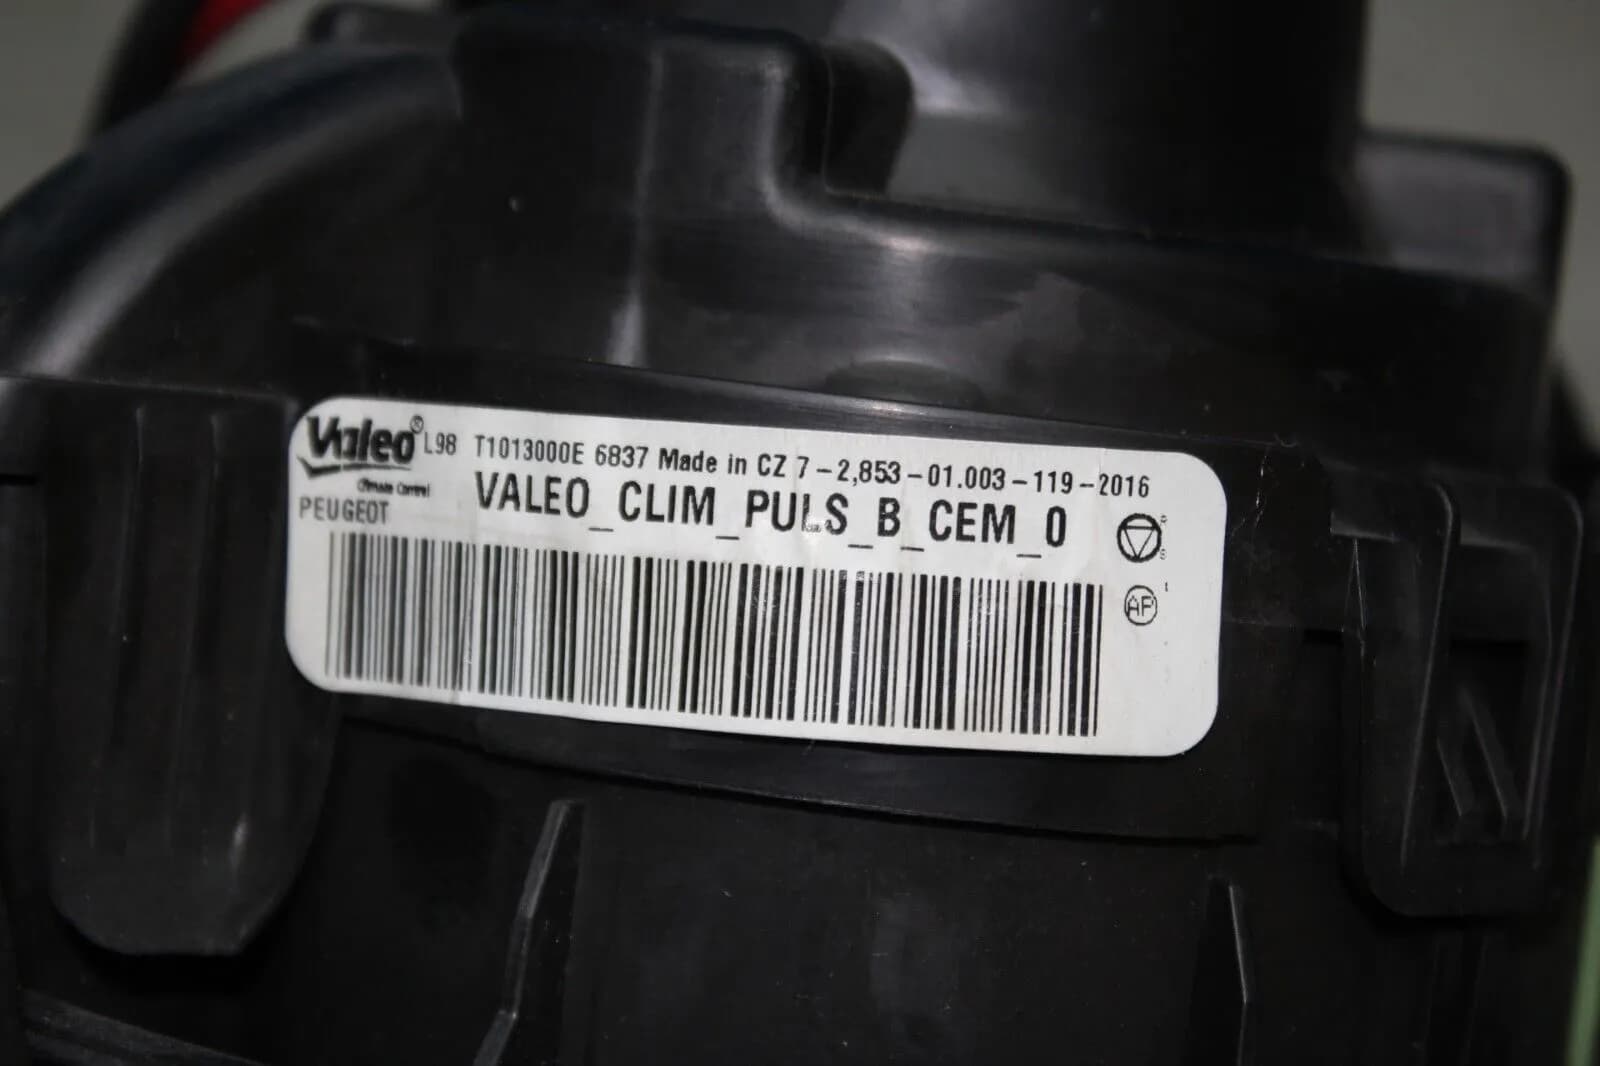 Valeo® L98 T1013000E 6837 Made in CZ 7-2,853-01.003-119-2016
Climate Control
VALEO_CLIM_PULS_B_CEM_0
PEUGEOT
AP